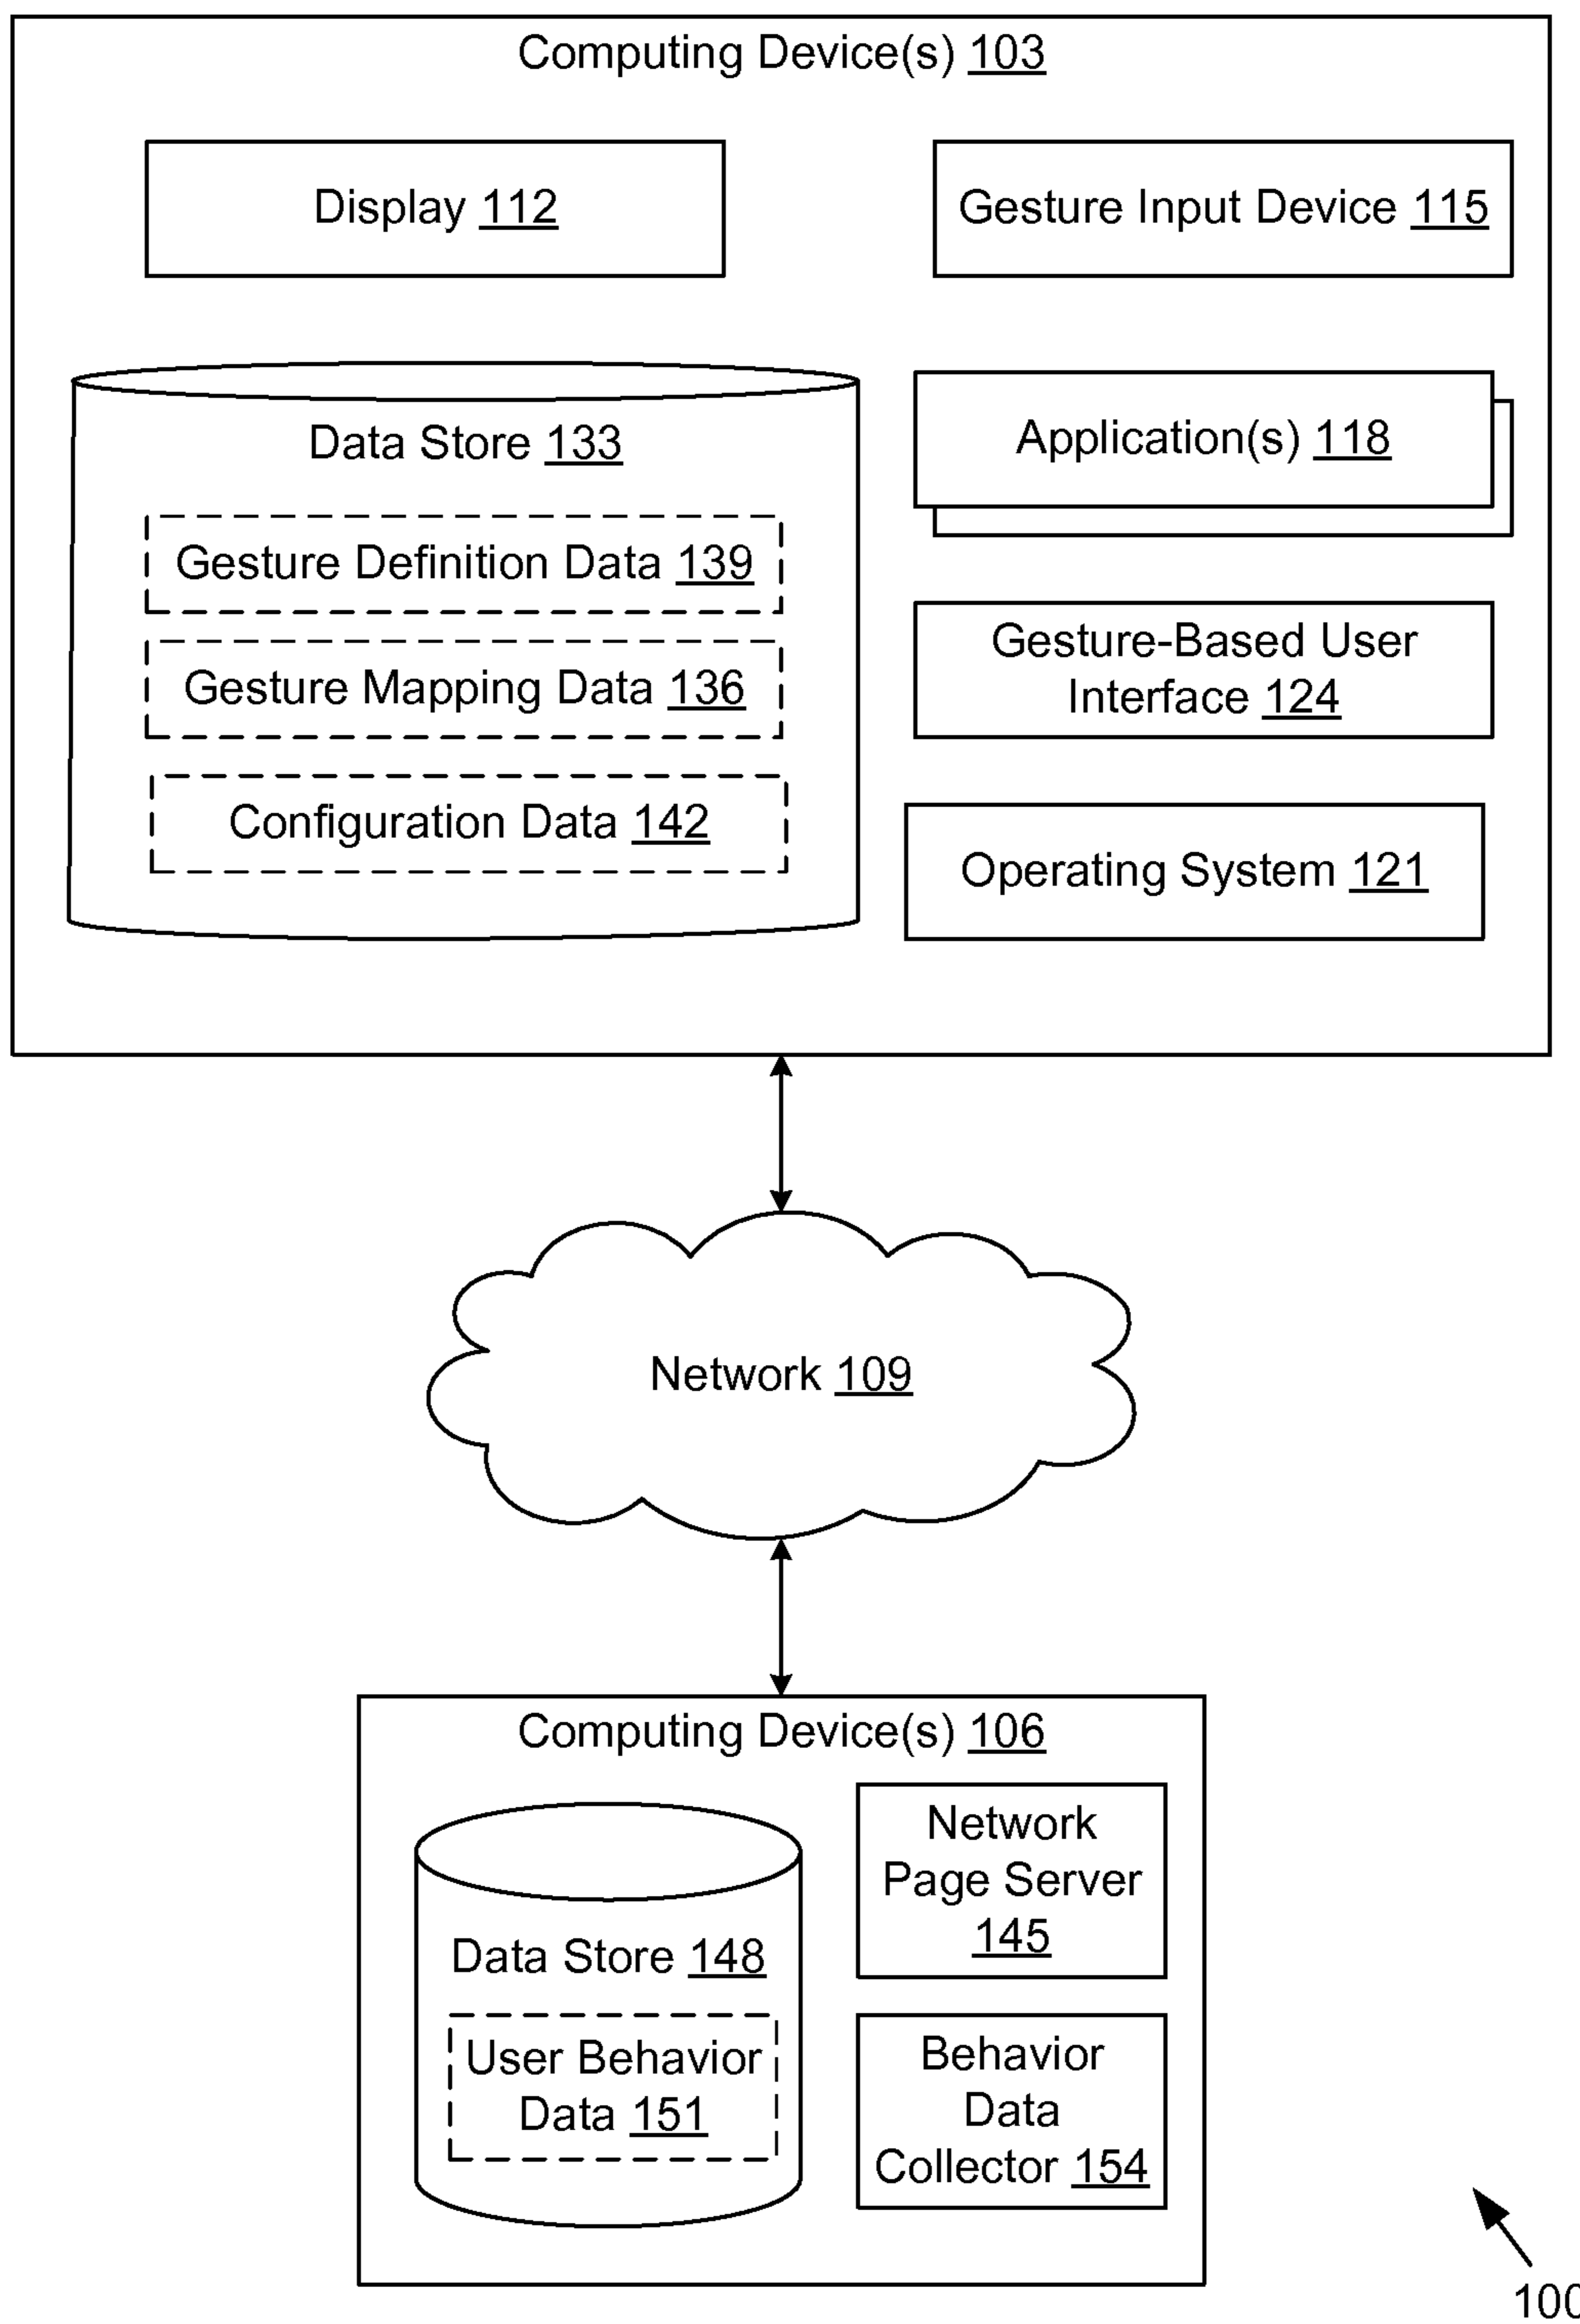 Computing Device(s) 103
Display 112
Gesture Input Device 115
Data Store 133
Gesture Definition Data 139
Gesture Mapping Data 136
Configuration Data 142
Application(s) 118
Gesture-Based User
Interface 124
Operating System 121
Network 109
Computing Device(s) 106
Data Store 148
User Behavior
Data 151
Network
Page Server
145
Behavior
Data
Collector 154
100